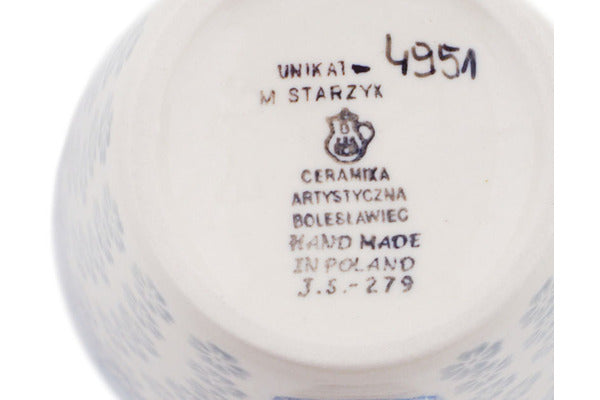 UNIKAT 4951
M STARZYK
B
CERAMIKA
ARTYSTYCZNA
BOLESŁAWIEC
HAND MADE
IN POLAND
J.S.-279